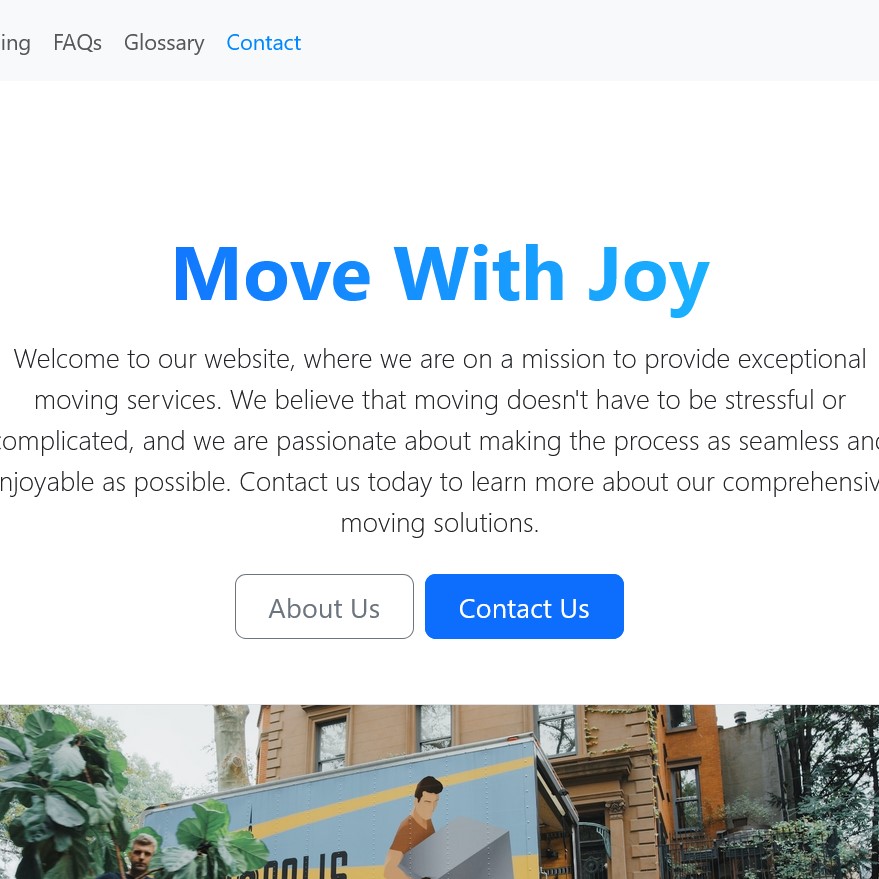 ing FAQs Glossary Contact
Move With Joy
Welcome to our website, where we are on a mission to provide exceptional
moving services. We believe that moving doesn't have to be stressful or
complicated, and we are passionate about making the process as seamless and
njoyable as possible. Contact us today to learn more about our comprehensiv
moving solutions.
About Us Contact Us